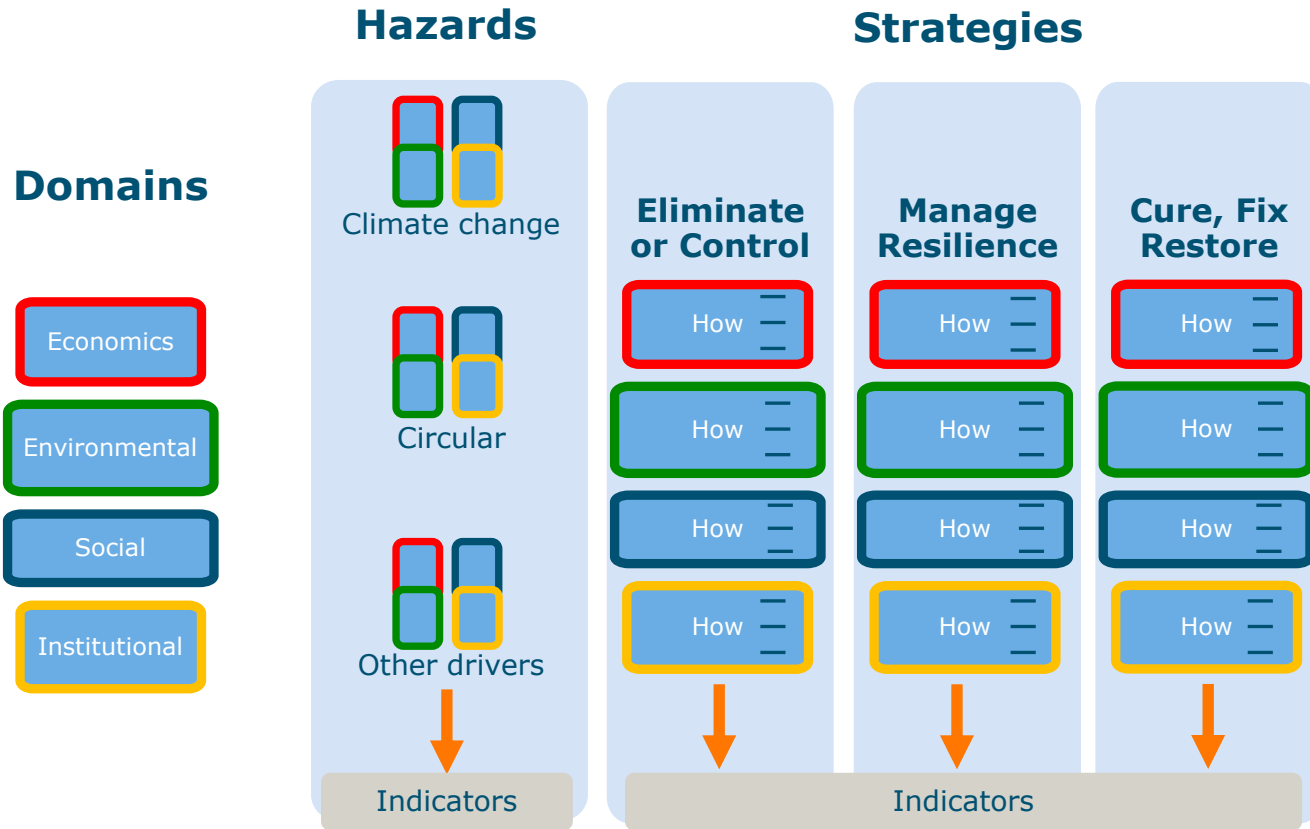 Hazards
Strategies
Domains
Climate change
Eliminate
or Control
Manage
Resilience
Cure, Fix
Restore
Economics
How
How
How
Environmental
Circular
How
How
How
Social
How
How
How
Institutional
Other drivers
How
How
How
Indicators
Indicators